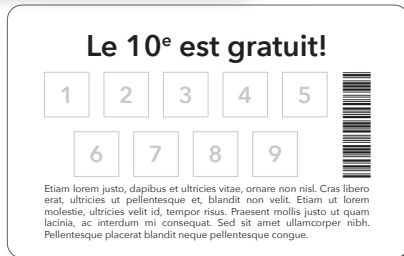 Le 10e est gratuit!
1 2 3 4 5
6 7 8 9
Etiam lorem justo, dapibus et ultricies vitae, ornare non nisl. Cras libero
erat, ultricies ut pellentesque et, blandit non velit. Etiam ut lorem
molestie, ultricies velit id, tempor risus. Praesent mollis justo ut quam
lacinia, ac interdum mi consequat. Sed sit amet ullamcorper nibh.
Pellentesque placerat blandit neque pellentesque congue.